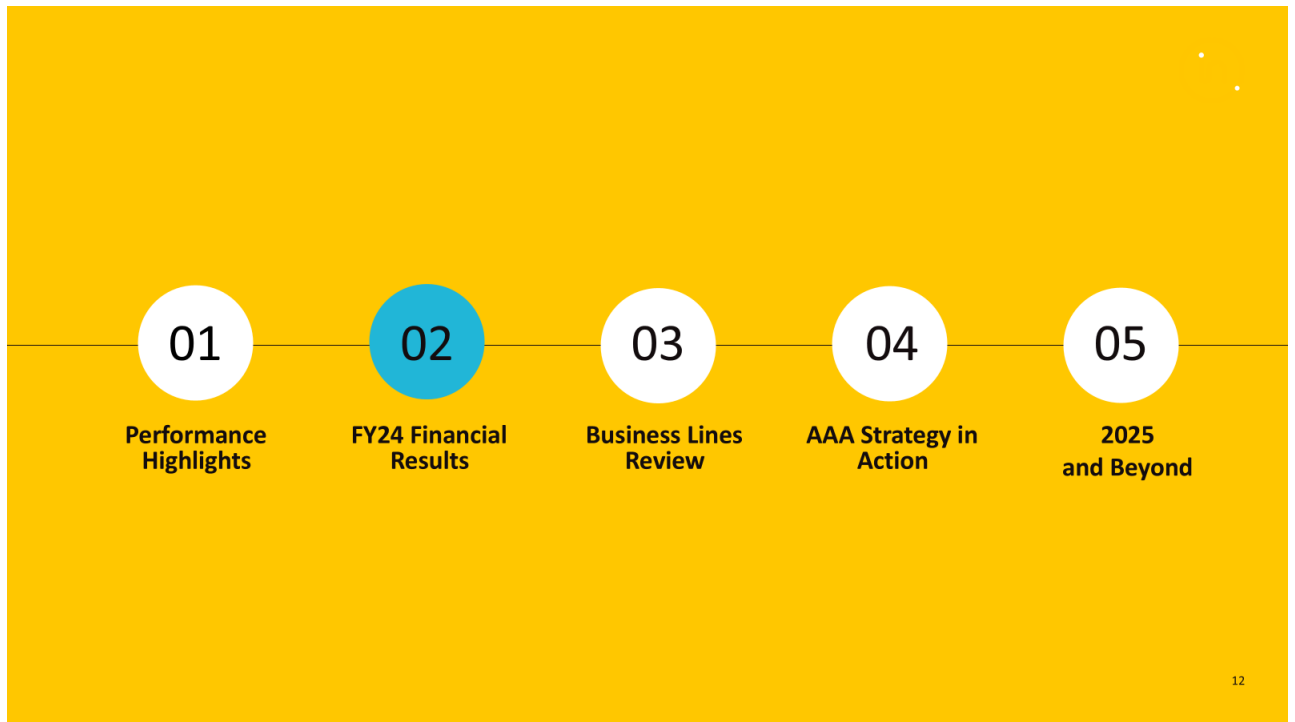 01
Performance
Highlights
02
FY24 Financial
Results
03
Business Lines
Review
04
AAA Strategy in
Action
05
2025
and Beyond
12